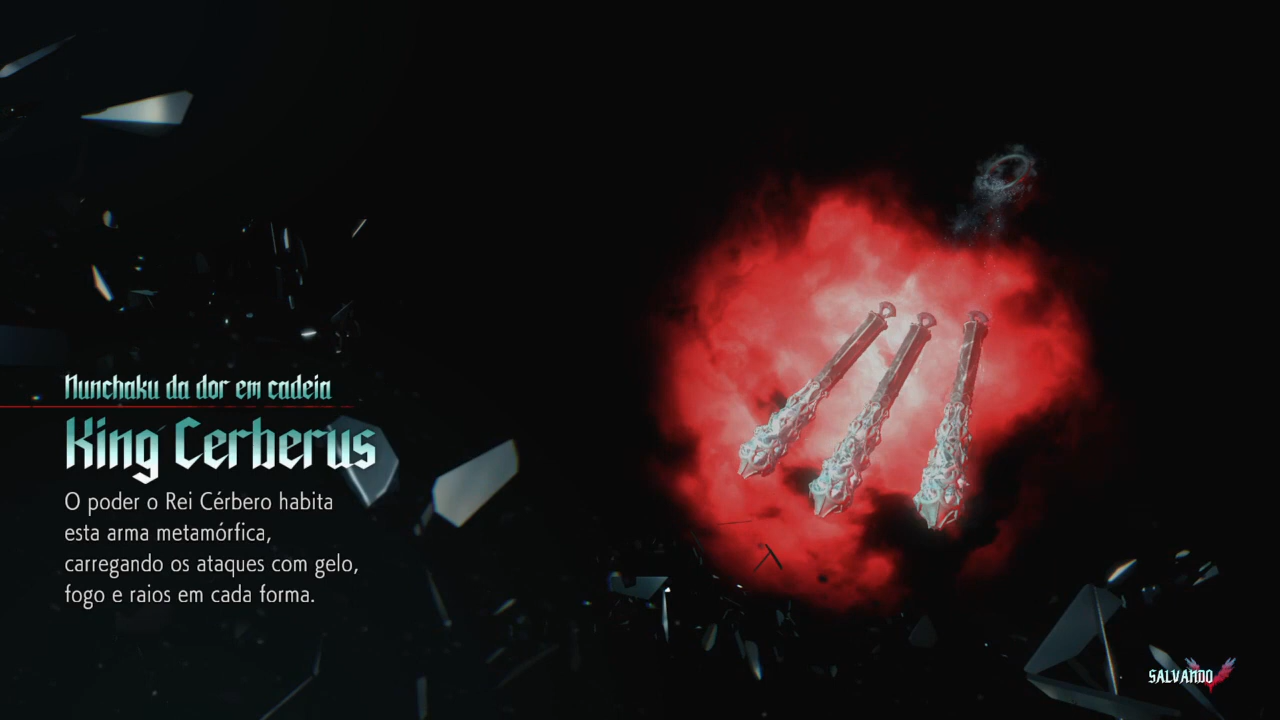 Nunchaku da dor em cadeia
King Cerberus
O poder o Rei Cérbero habita
esta arma metamórfica,
carregando os ataques com gelo,
fogo e raios em cada forma.
SALVANDO